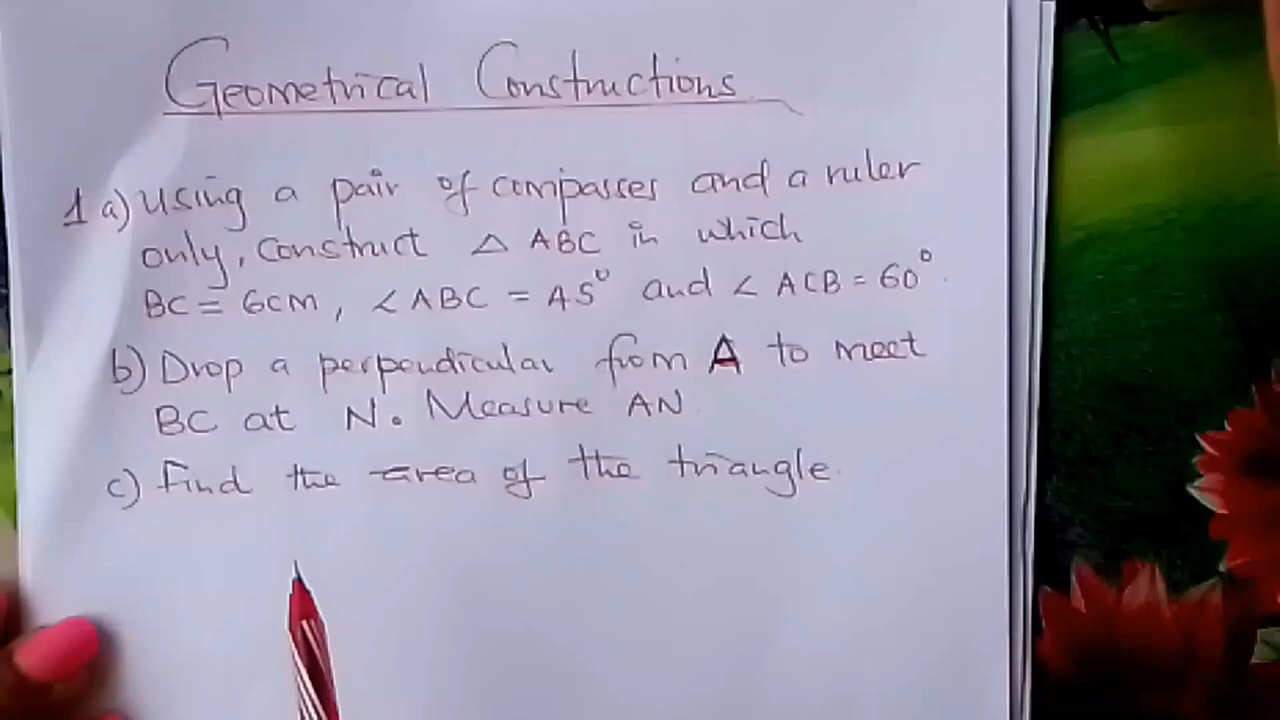 Geometrical Constructions
1 a) Using a pair of compasses and a ruler
only, construct △ ABC in which
BC = 6cm, ∠ABC = 45° and ∠ ACB = 60°.
b) Drop a perpendicular from A to meet
BC at N. Measure AN
c) Find the area of the triangle.